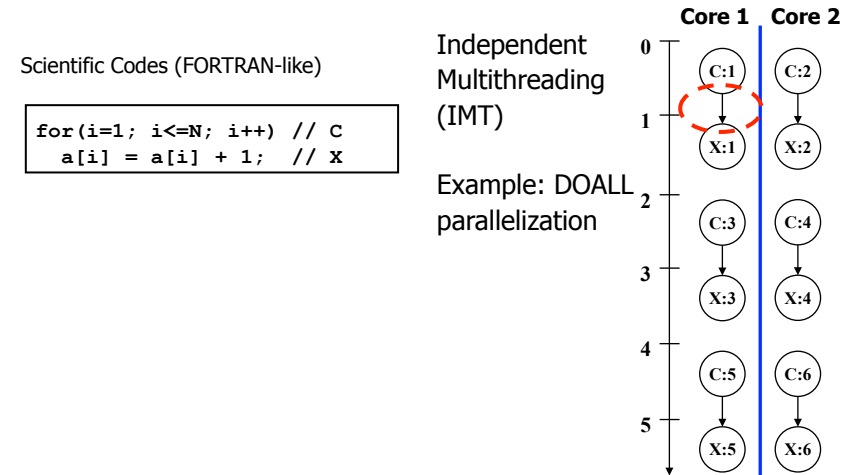 Scientific Codes (FORTRAN-like)
for(i=1; i<=N; i++) // C
a[i] = a[i] + 1; // X
Independent
Multithreading
(IMT)
Example: DOALL
parallelization
Core 1 Core 2
0
C:1 C:2
1
X:1 X:2
2
C:3 C:4
3
X:3 X:4
4
C:5 C:6
5
X:5 X:6